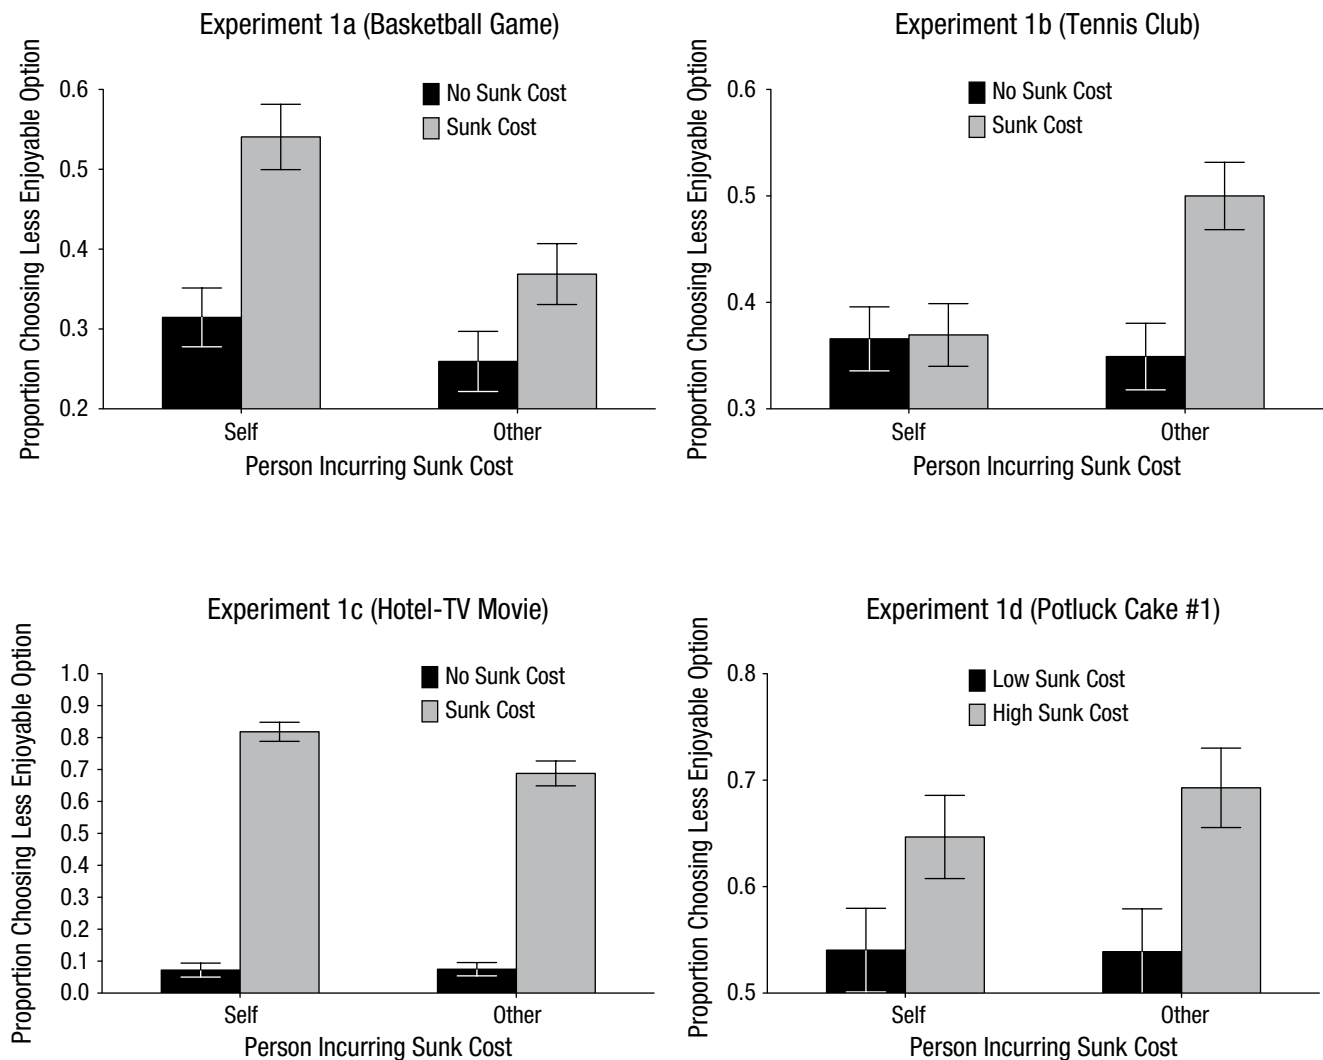 Experiment 1a (Basketball Game)
Proportion Choosing Less Enjoyable Option
0.6
0.5
0.4
0.3
0.2
No Sunk Cost
Sunk Cost
Self
Other
Person Incurring Sunk Cost
Experiment 1b (Tennis Club)
Proportion Choosing Less Enjoyable Option
0.6
0.5
0.4
0.3
No Sunk Cost
Sunk Cost
Self
Other
Person Incurring Sunk Cost
Experiment 1c (Hotel-TV Movie)
Proportion Choosing Less Enjoyable Option
1.0
0.9
0.8
0.7
0.6
0.5
0.4
0.3
0.2
0.1
0.0
No Sunk Cost
Sunk Cost
Self
Other
Person Incurring Sunk Cost
Experiment 1d (Potluck Cake #1)
Proportion Choosing Less Enjoyable Option
0.8
0.7
0.6
0.5
Low Sunk Cost
High Sunk Cost
Self
Other
Person Incurring Sunk Cost